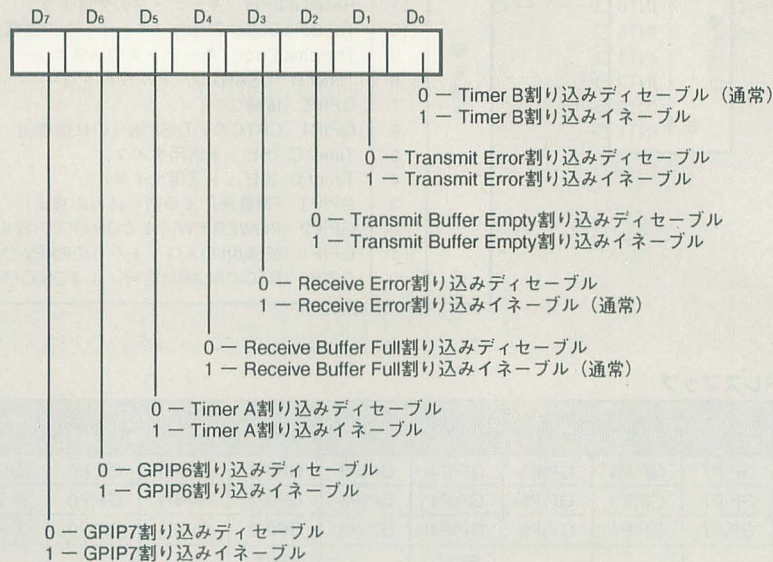 D7 D6 D5 D4 D3 D2 D1 D0
0 ― Timer B割り込みディセーブル（通常）
1 ― Timer B割り込みイネーブル
0 ― Transmit Error割り込みディセーブル
1 ― Transmit Error割り込みイネーブル
0 ― Transmit Buffer Empty割り込みディセーブル
1 ― Transmit Buffer Empty割り込みイネーブル
0 ― Receive Error割り込みディセーブル
1 ― Receive Error割り込みイネーブル（通常）
0 ― Receive Buffer Full割り込みディセーブル
1 ― Receive Buffer Full割り込みイネーブル（通常）
0 ― Timer A割り込みディセーブル
1 ― Timer A割り込みイネーブル
0 ― GPIP6割り込みディセーブル
1 ― GPIP6割り込みイネーブル
0 ― GPIP7割り込みディセーブル
1 ― GPIP7割り込みイネーブル